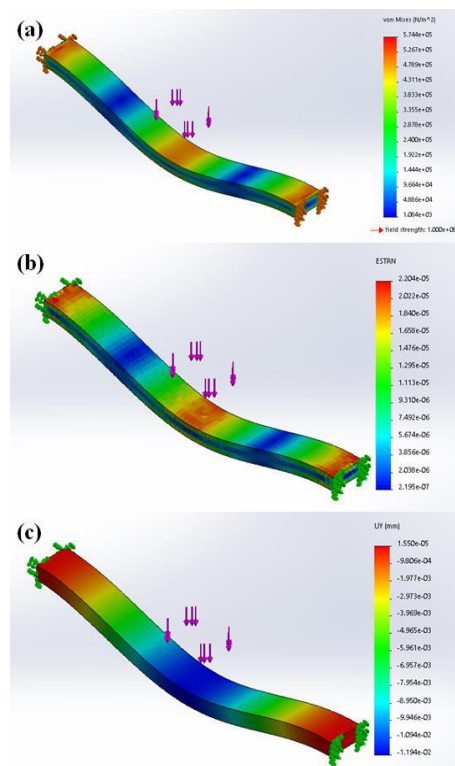 (a)
von Mises (N/m^2)
5.744e+05
5.267e+05
4.789e+05
4.311e+05
3.833e+05
3.355e+05
2.878e+05
2.400e+05
1.922e+05
1.444e+05
9.664e+04
4.886e+04
1.084e+03
Yield strength: 1.000e+06
(b)
ESTRN
2.204e-05
2.022e-05
1.840e-05
1.658e-05
1.476e-05
1.295e-05
1.113e-05
9.310e-06
7.492e-06
5.674e-06
3.856e-06
2.038e-06
2.195e-07
(c)
UY (mm)
1.550e-05
-9.806e-04
-1.977e-03
-2.973e-03
-3.969e-03
-4.965e-03
-5.961e-03
-6.958e-03
-7.954e-03
-8.950e-03
-9.946e-03
-1.094e-02
-1.194e-02